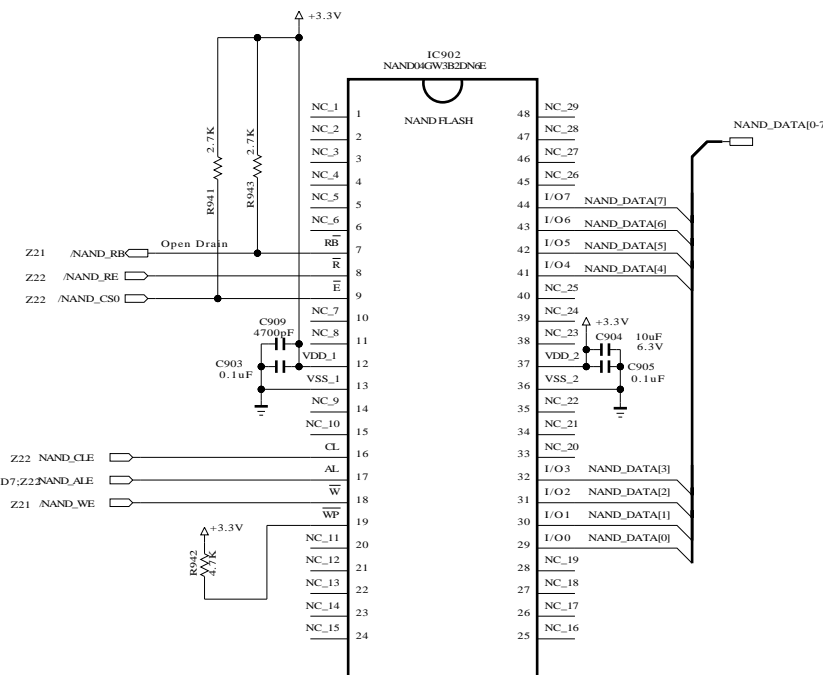 +3.3V
IC902
NAND04GW3B2DN6E
NAND FLASH
NAND_DATA[0-7
2.7K
R941
2.7K
R943
NC_1 1
NC_2 2
NC_3 3
NC_4 4
NC_5 5
NC_6 6
Z21 /NAND_RB Open Drain RB 7
Z22 /NAND_RE R 8
Z22 /NAND_CS0 E 9
NC_7 10
NC_8 11
C909
4700pF
VDD_1 12
C903
0.1uF
VSS_1 13
NC_9 14
NC_10 15
Z22 NAND_CLE CL 16
D7;Z22 NAND_ALE AL 17
Z21 /NAND_WE W 18
WP 19
+3.3V
R942
4.7K
NC_11 20
NC_12 21
NC_13 22
NC_14 23
NC_15 24
48 NC_29
47 NC_28
46 NC_27
45 NC_26
44 I/O7 NAND_DATA[7]
43 I/O6 NAND_DATA[6]
42 I/O5 NAND_DATA[5]
41 I/O4 NAND_DATA[4]
40 NC_25
39 NC_24
38 NC_23
+3.3V
C904 10uF
6.3V
37 VDD_2
C905
0.1uF
36 VSS_2
35 NC_22
34 NC_21
33 NC_20
32 I/O3 NAND_DATA[3]
31 I/O2 NAND_DATA[2]
30 I/O1 NAND_DATA[1]
29 I/O0 NAND_DATA[0]
28 NC_19
27 NC_18
26 NC_17
25 NC_16